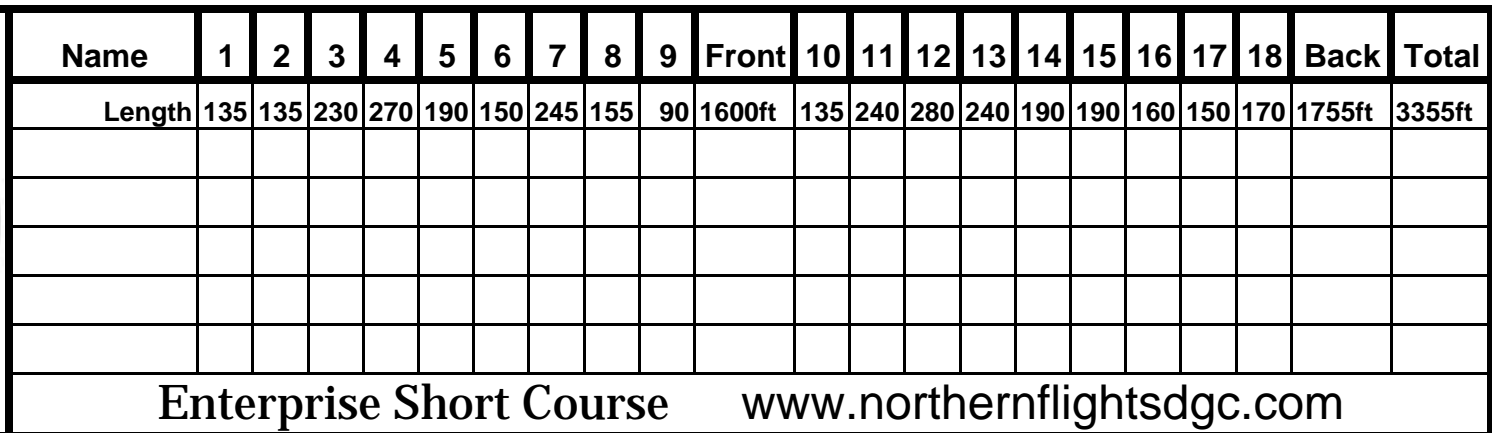 Name 1 2 3 4 5 6 7 8 9 Front 10 11 12 13 14 15 16 17 18 Back Total
Length 135 135 230 270 190 150 245 155 90 1600ft 135 240 280 240 190 190 160 150 170 1755ft 3355ft
Enterprise Short Course www.northernflightsdgc.com